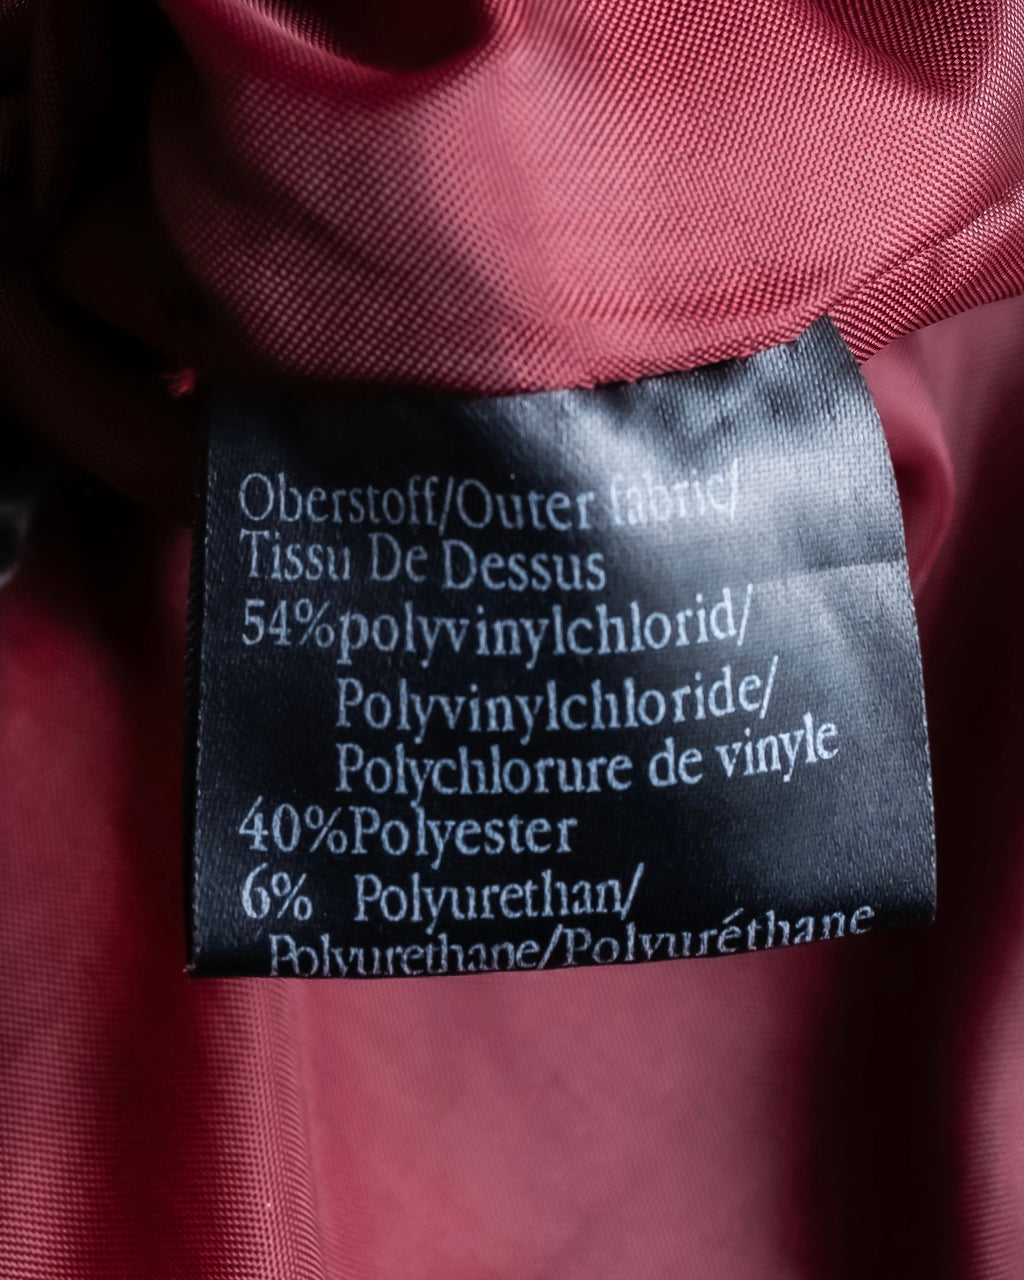 Oberstoff/Outer fabric/
Tissu De Dessus
54%polyvinylchlorid/
Polyvinylchloride/
Polychlorure de vinyle
40%Polyester
6% Polyurethan/
Polyurethane/Polyuréthane